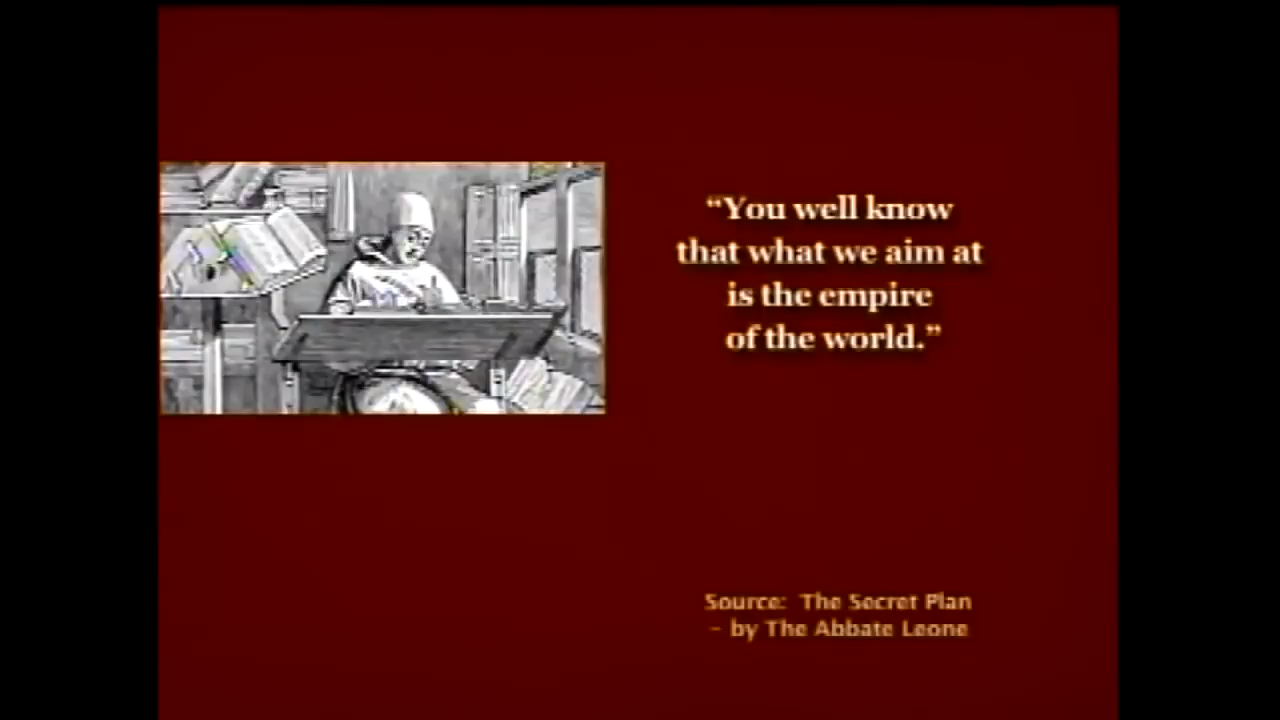 “You well know
that what we aim at
is the empire
of the world.”
Source: The Secret Plan
- by The Abbate Leone